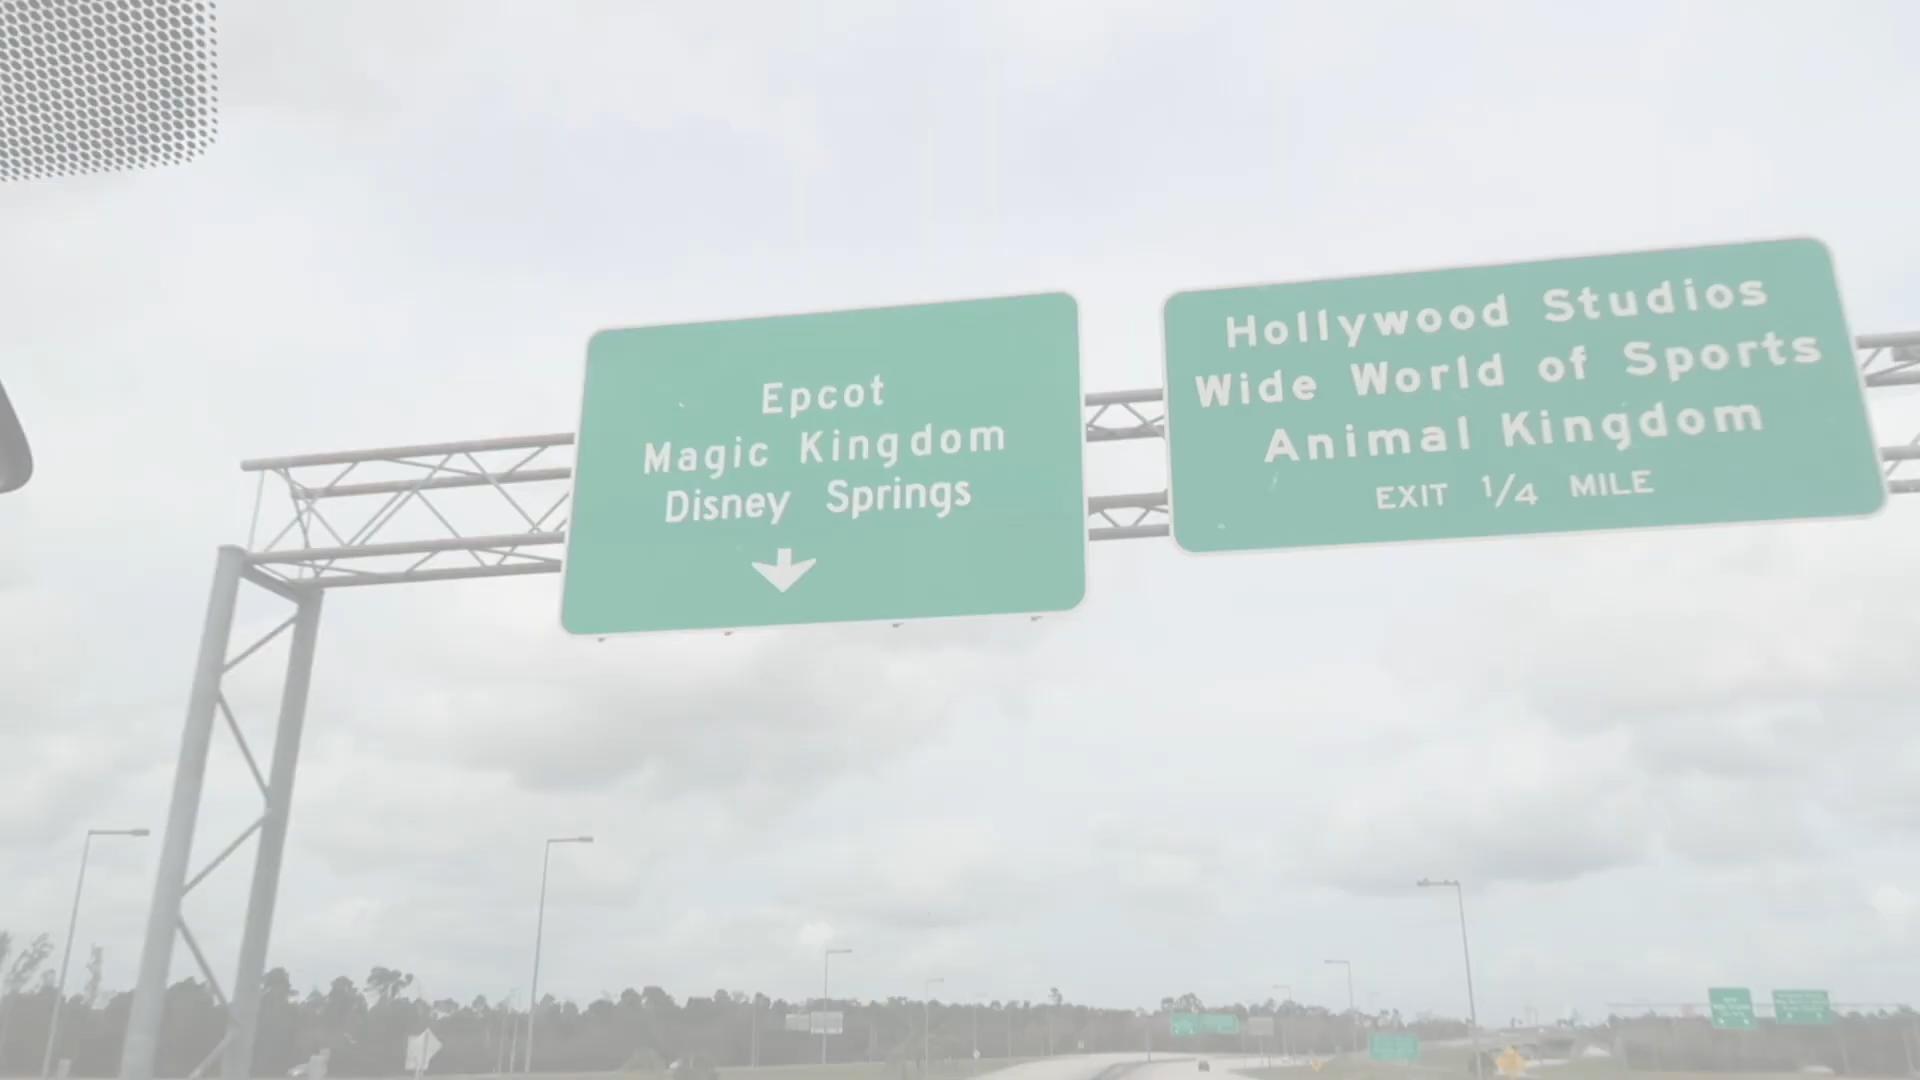 Epcot
Magic Kingdom
Disney Springs
Hollywood Studios
Wide World of Sports
Animal Kingdom
EXIT 1/4 MILE